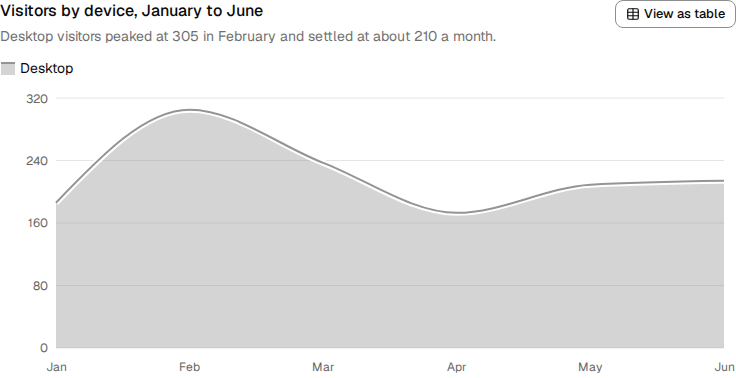 Visitors by device, January to June
View as table
Desktop visitors peaked at 305 in February and settled at about 210 a month.
Desktop
320
240
160
80
0
Jan Feb Mar Apr May Jun